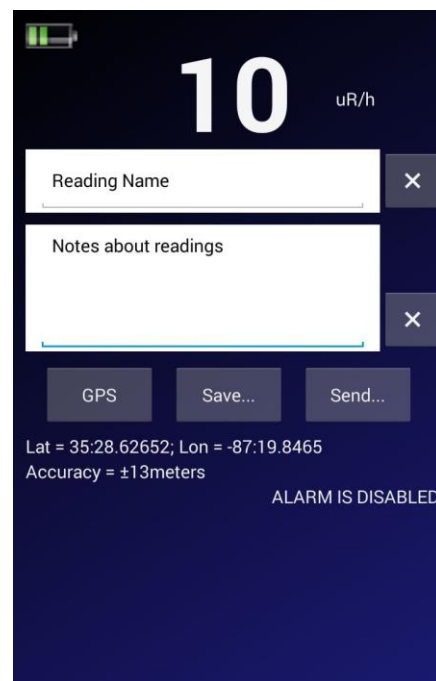 10 uR/h
Reading Name
Notes about readings
GPS Save... Send...
Lat = 35:28.62652; Lon = -87:19.8465
Accuracy = ±13meters
ALARM IS DISABLED